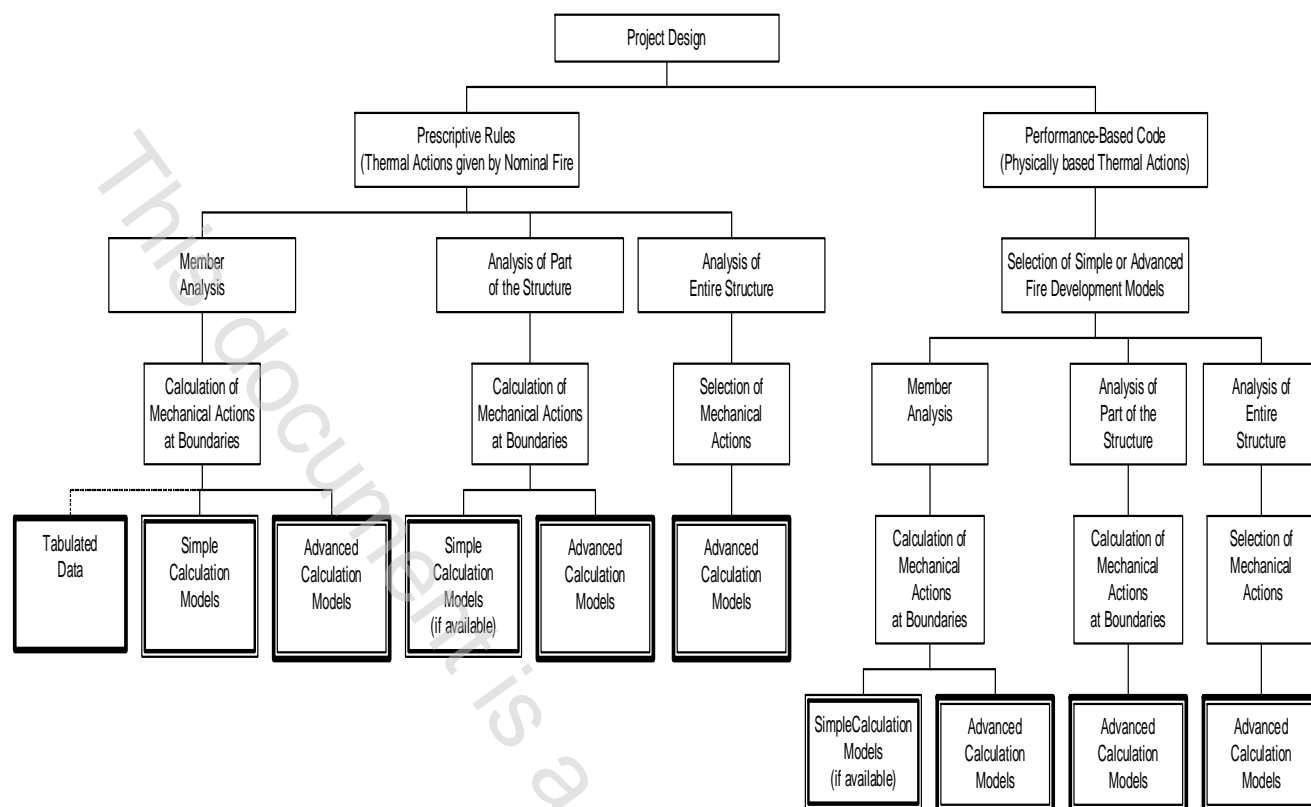 Project Design
Prescriptive Rules
(Thermal Actions given by Nominal Fire
Performance-Based Code
(Physically based Thermal Actions)
Member
Analysis
Analysis of Part
of the Structure
Analysis of
Entire Structure
Selection of Simple or Advanced
Fire Development Models
Calculation of
Mechanical Actions
at Boundaries
Calculation of
Mechanical Actions
at Boundaries
Selection of
Mechanical
Actions
Member
Analysis
Analysis of
Part of the
Structure
Analysis of
Entire
Structure
Tabulated
Data
Simple
Calculation
Models
Advanced
Calculation
Models
Simple
Calculation
Models
(if available)
Advanced
Calculation
Models
Advanced
Calculation
Models
Calculation of
Mechanical
Actions
at Boundaries
Calculation of
Mechanical
Actions
at Boundaries
Selection of
Mechanical
Actions
SimpleCalculation
Models
(if available)
Advanced
Calculation
Models
Advanced
Calculation
Models
Advanced
Calculation
Models
This document is a